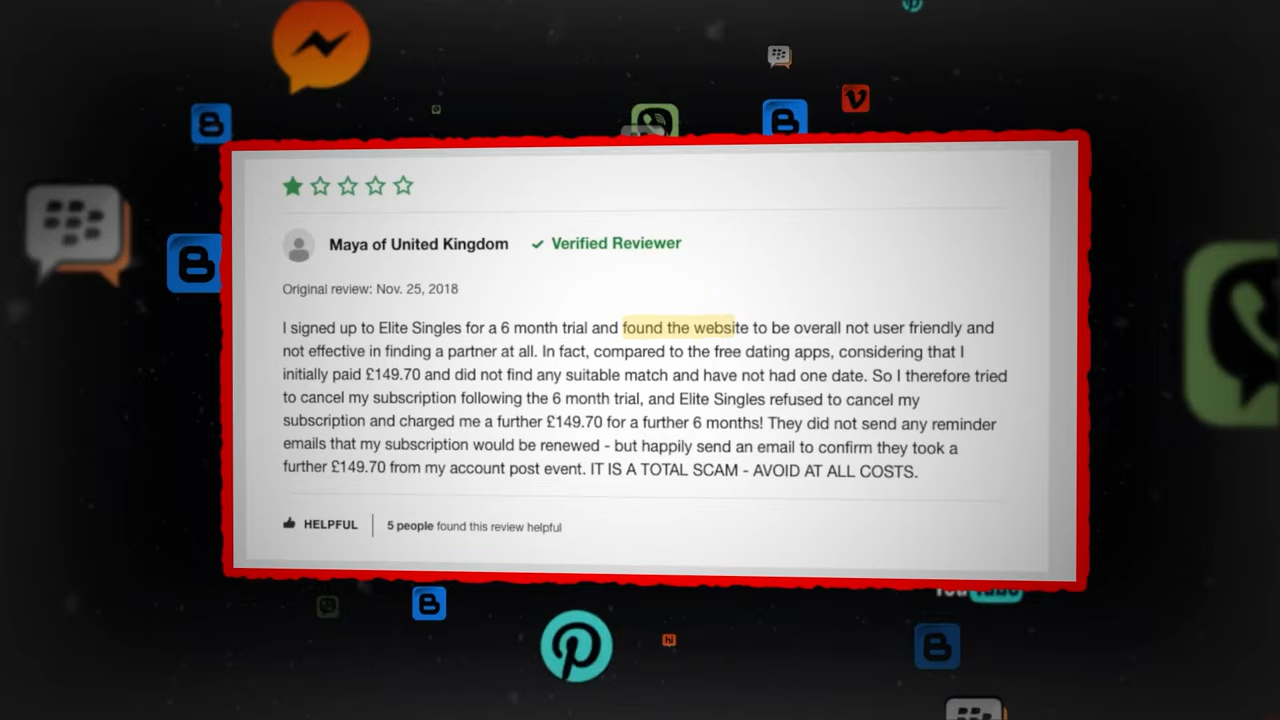 Maya of United Kingdom
Verified Reviewer
Original review: Nov. 25, 2018
I signed up to Elite Singles for a 6 month trial and found the website to be overall not user friendly and
not effective in finding a partner at all. In fact, compared to the free dating apps, considering that I
initially paid £149.70 and did not find any suitable match and have not had one date. So I therefore tried
to cancel my subscription following the 6 month trial, and Elite Singles refused to cancel my
subscription and charged me a further £149.70 for a further 6 months! They did not send any reminder
emails that my subscription would be renewed - but happily send an email to confirm they took a
further £149.70 from my account post event. IT IS A TOTAL SCAM - AVOID AT ALL COSTS.
HELPFUL
5 people found this review helpful
hi
YouTube